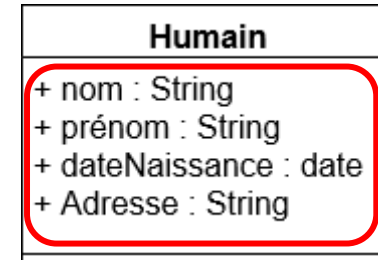 Humain
+ nom : String
+ prénom : String
+ dateNaissance : date
+ Adresse : String